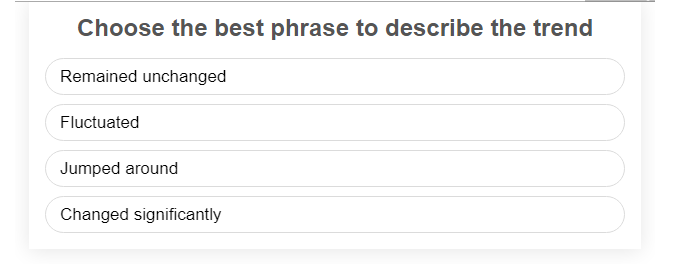 Choose the best phrase to describe the trend
Remained unchanged
Fluctuated
Jumped around
Changed significantly